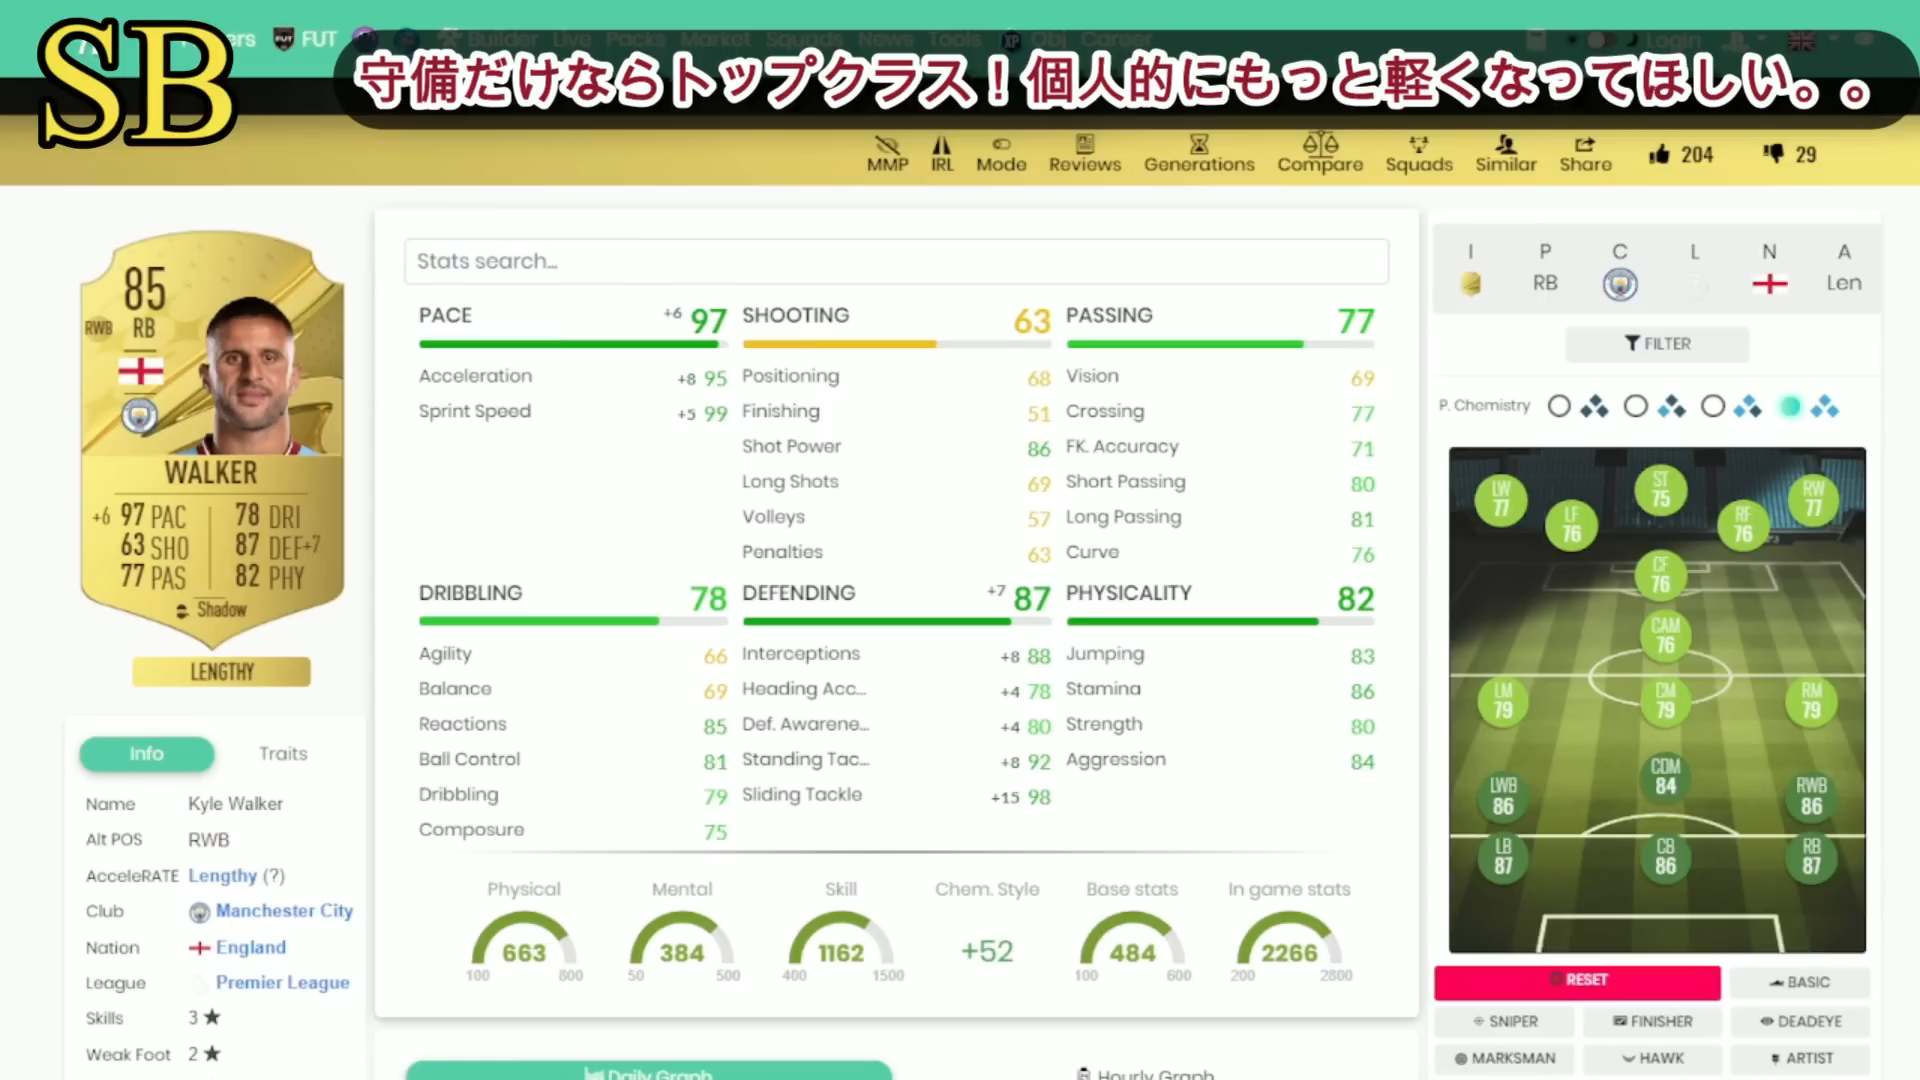 SB
FUT
Builder Live Packs Market Squads News Tools Obj Career
Login
守備だけならトップクラス！個人的にもっと軽くなってほしい。。
MMP IRL Mode Reviews Generations Compare Squads Similar Share 204 29
85
RWB RB
WALKER
+6 97 PAC 78 DRI
63 SHO 87 DEF+7
77 PAS 82 PHY
Shadow
LENGTHY
Info Traits
Name Kyle Walker
Alt POS RWB
AcceleRATE Lengthy (?)
Club Manchester City
Nation England
League Premier League
Skills 3 ★
Weak Foot 2 ★
Stats search...
PACE +6 97
Acceleration +8 95
Sprint Speed +5 99
SHOOTING 63
Positioning 68
Finishing 51
Shot Power 86
Long Shots 69
Volleys 57
Penalties 63
PASSING 77
Vision 69
Crossing 77
FK. Accuracy 71
Short Passing 80
Long Passing 81
Curve 76
DRIBBLING 78
Agility 66
Balance 69
Reactions 85
Ball Control 81
Dribbling 79
Composure 75
DEFENDING +7 87
Interceptions +8 88
Heading Acc... +4 78
Def. Awarene... +4 80
Standing Tac... +8 92
Sliding Tackle +15 98
PHYSICALITY 82
Jumping 83
Stamina 86
Strength 80
Aggression 84
Physical Mental Skill Chem. Style Base stats In game stats
663 384 1162 +52 484 2266
100 800 50 500 400 1500 100 600 200 2800
Daily Graph Hourly Graph
I P C L N A
RB Len
FILTER
P. Chemistry
LW 77
LF 76
ST 75
RF 76
RW 77
CF 76
CAM 76
LM 79
CM 79
RM 79
LWB 86
CDM 84
RWB 86
LB 87
CB 86
RB 87
RESET BASIC
SNIPER FINISHER DEADEYE
MARKSMAN HAWK ARTIST